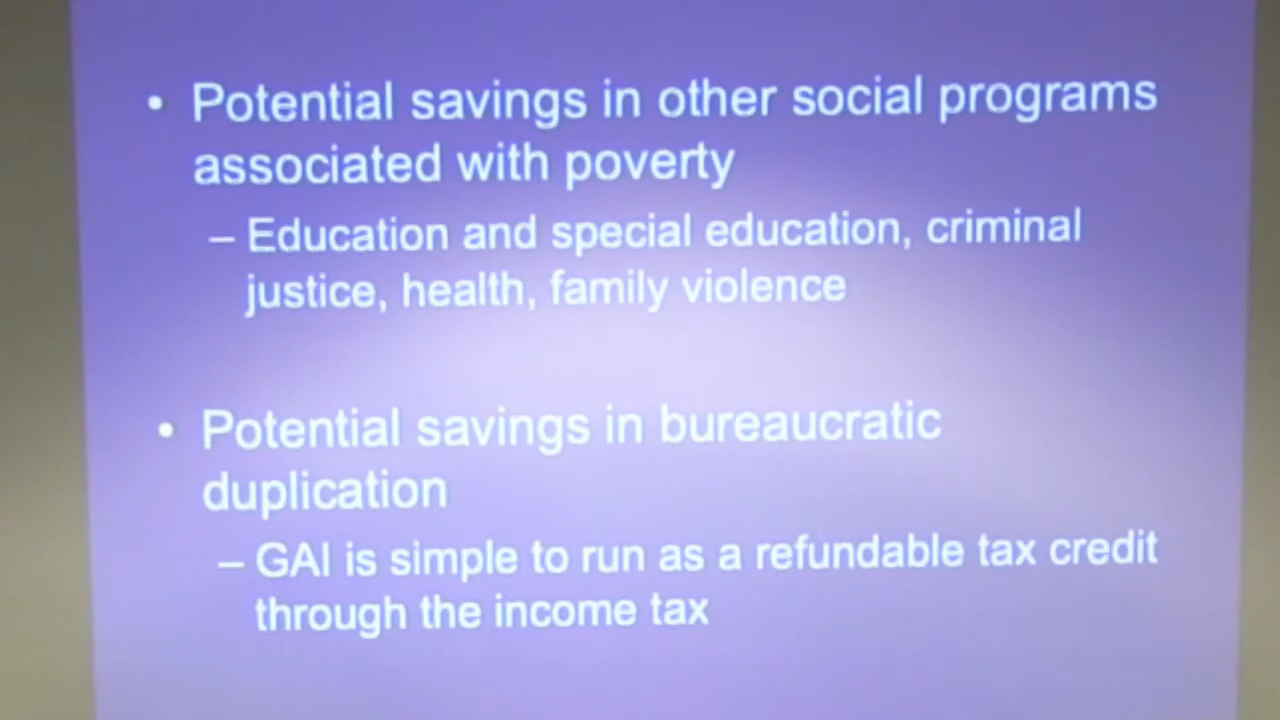 • Potential savings in other social programs
associated with poverty
– Education and special education, criminal
justice, health, family violence
• Potential savings in bureaucratic
duplication
– GAI is simple to run as a refundable tax credit
through the income tax